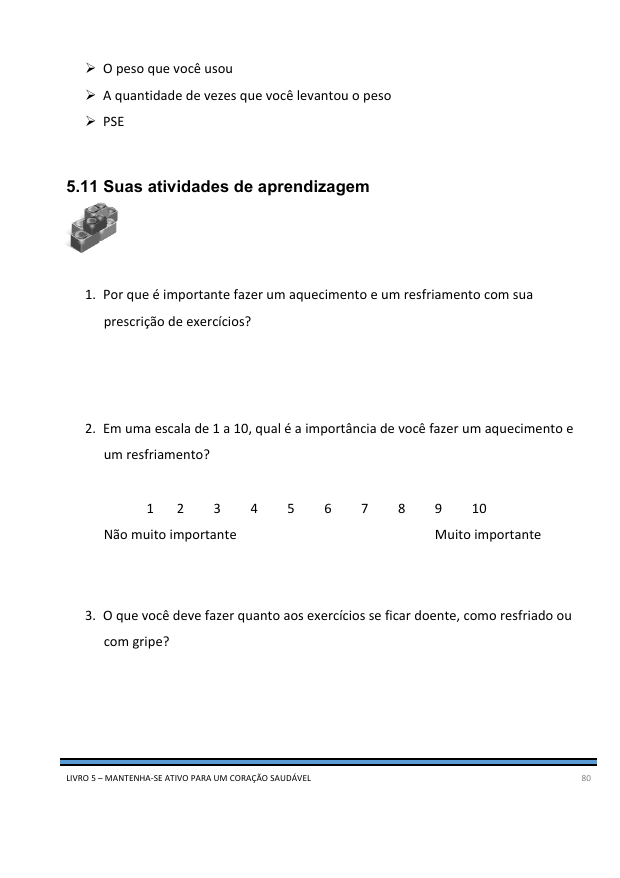 ➢ O peso que você usou
➢ A quantidade de vezes que você levantou o peso
➢ PSE
5.11 Suas atividades de aprendizagem
1. Por que é importante fazer um aquecimento e um resfriamento com sua
prescrição de exercícios?
2. Em uma escala de 1 a 10, qual é a importância de você fazer um aquecimento e
um resfriamento?
1 2 3 4 5 6 7 8 9 10
Não muito importante Muito importante
3. O que você deve fazer quanto aos exercícios se ficar doente, como resfriado ou
com gripe?
LIVRO 5 – MANTENHA-SE ATIVO PARA UM CORAÇÃO SAUDÁVEL 80